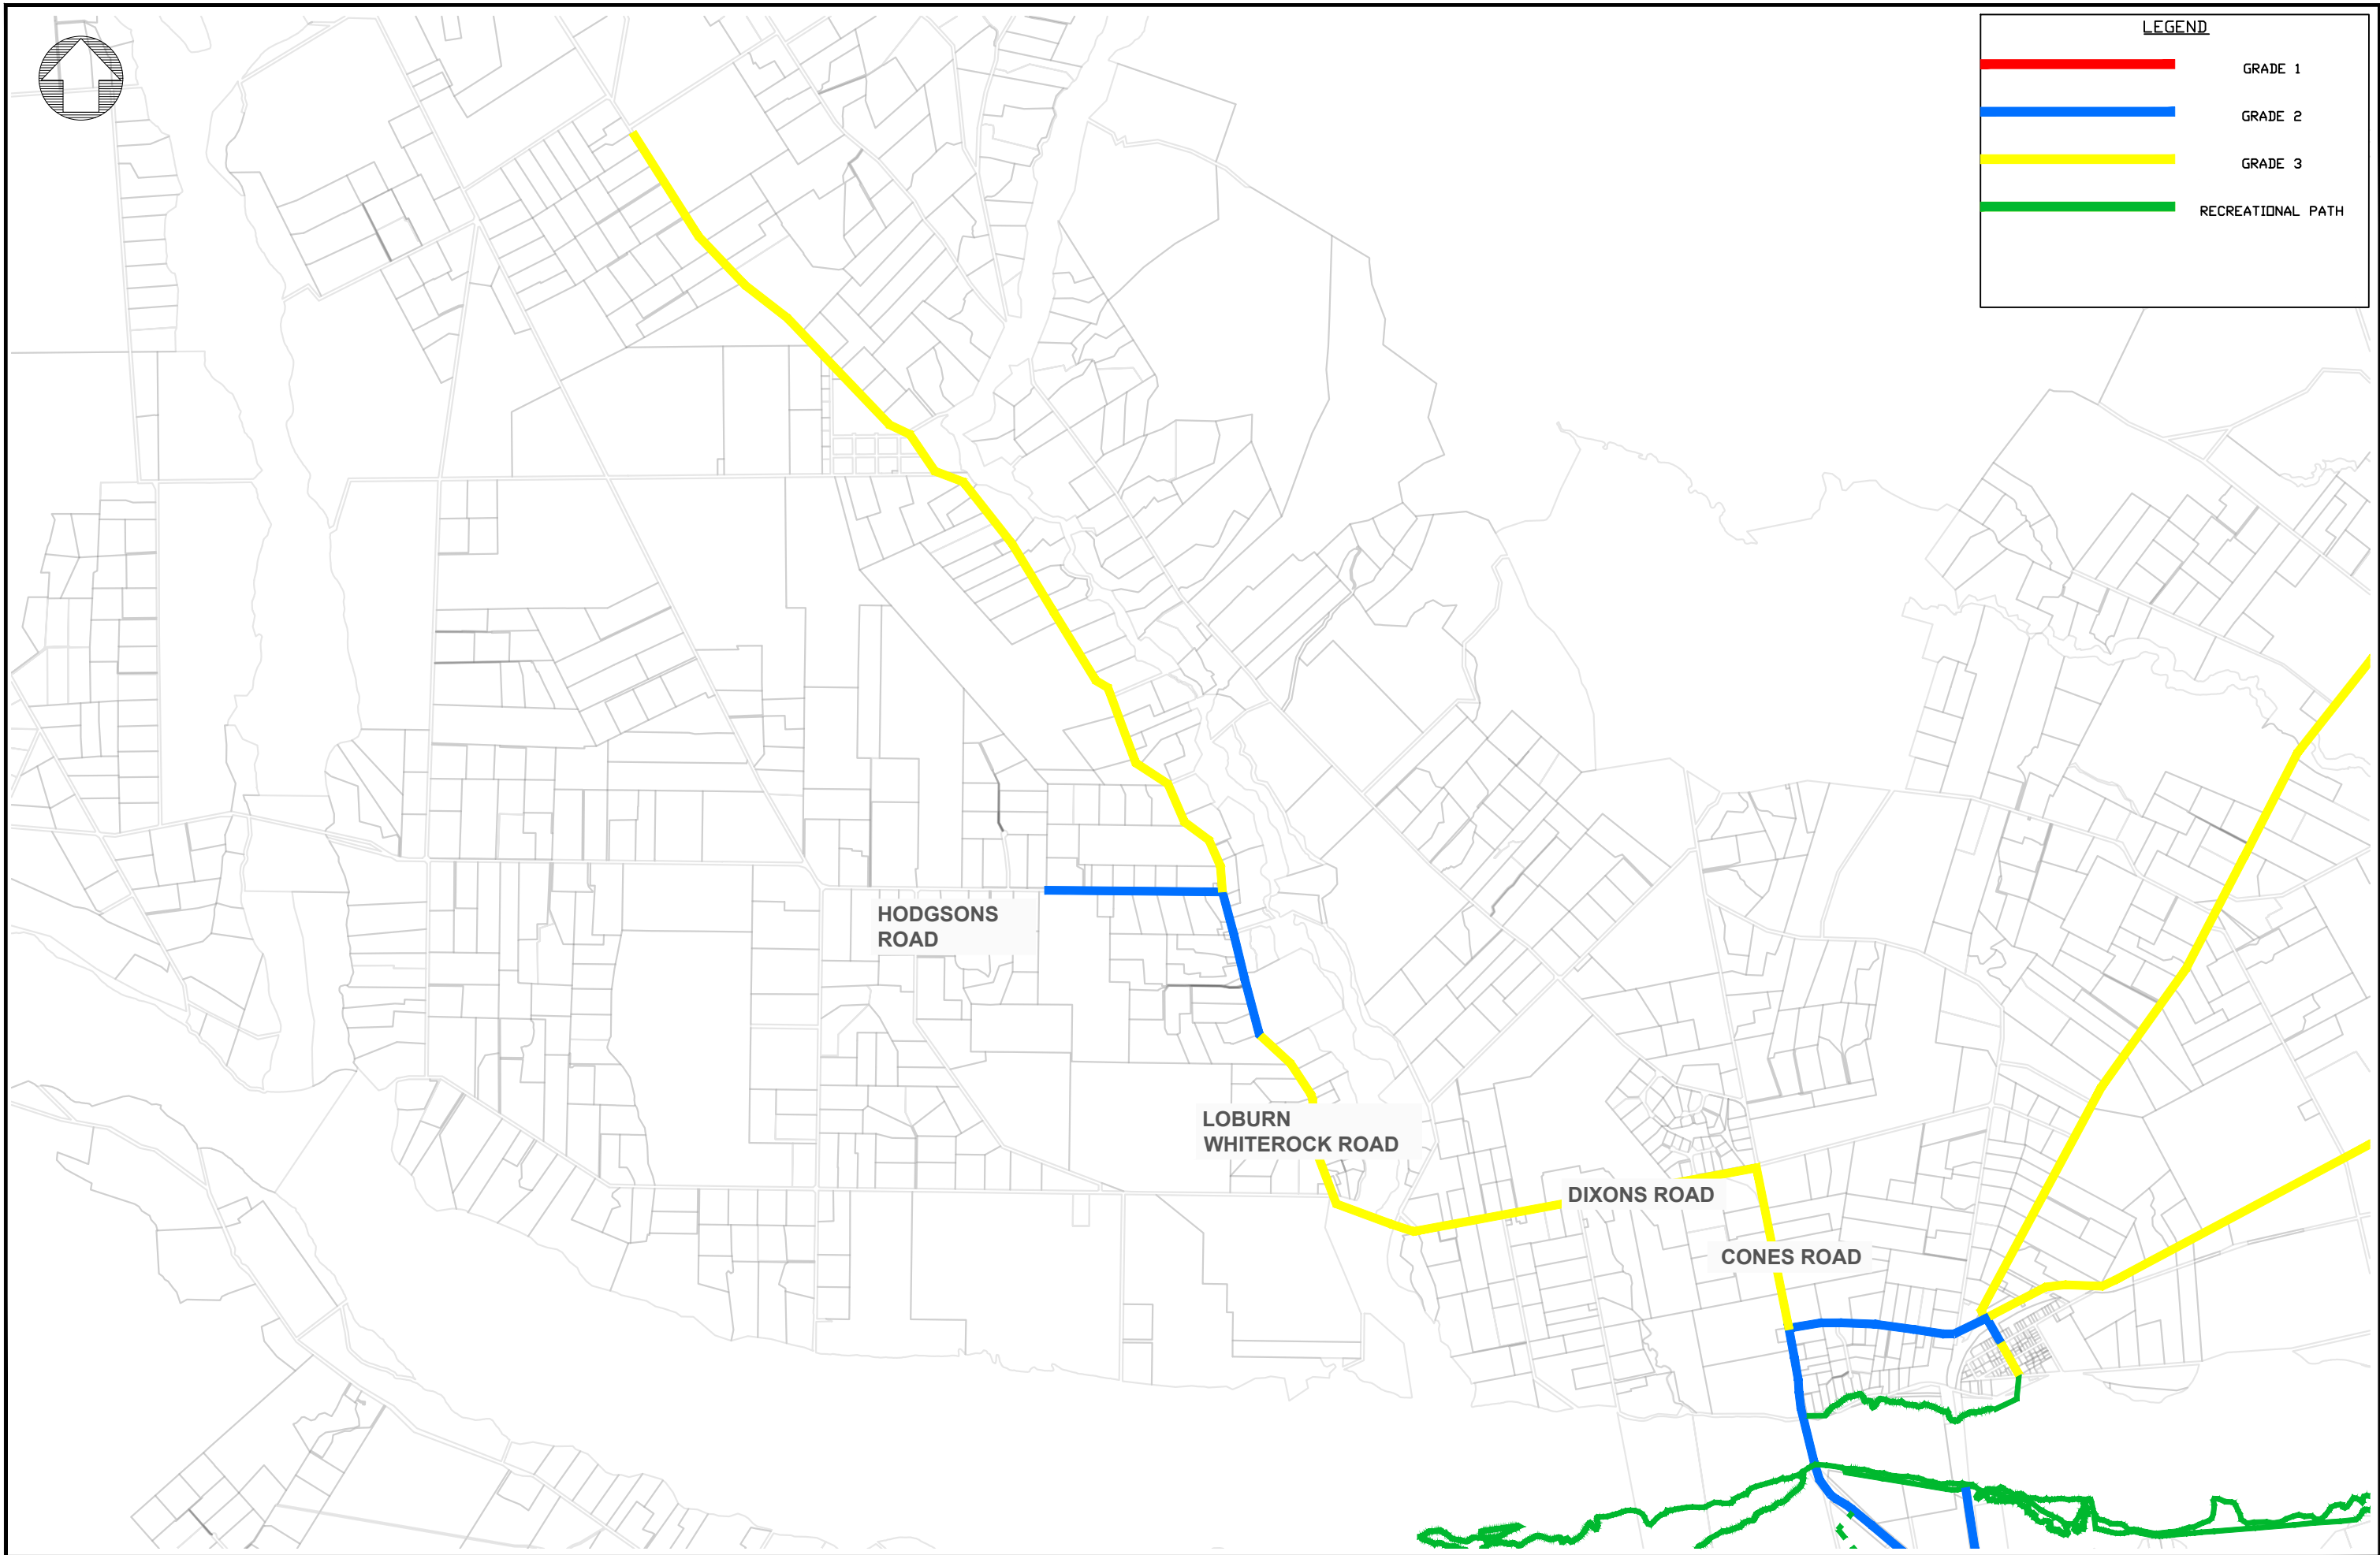 LEGEND
GRADE 1
GRADE 2
GRADE 3
RECREATIONAL PATH
HODGSONS
ROAD
LOBURN
WHITEROCK ROAD
DIXONS ROAD
CONES ROAD